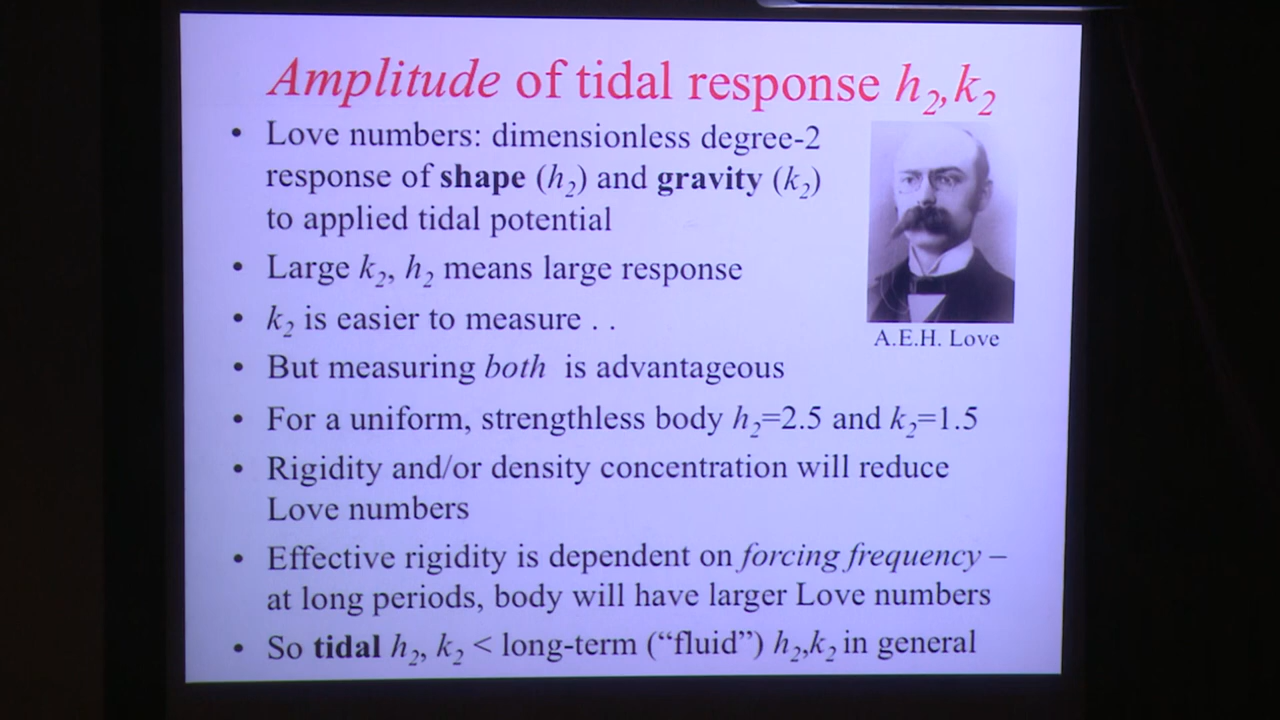 Amplitude of tidal response h2,k2
• Love numbers: dimensionless degree-2
response of shape (h2) and gravity (k2)
to applied tidal potential
• Large k2, h2 means large response
• k2 is easier to measure . .
• But measuring both is advantageous
• For a uniform, strengthless body h2=2.5 and k2=1.5
• Rigidity and/or density concentration will reduce
Love numbers
• Effective rigidity is dependent on forcing frequency –
at long periods, body will have larger Love numbers
• So tidal h2, k2 < long-term (“fluid”) h2,k2 in general
A.E.H. Love